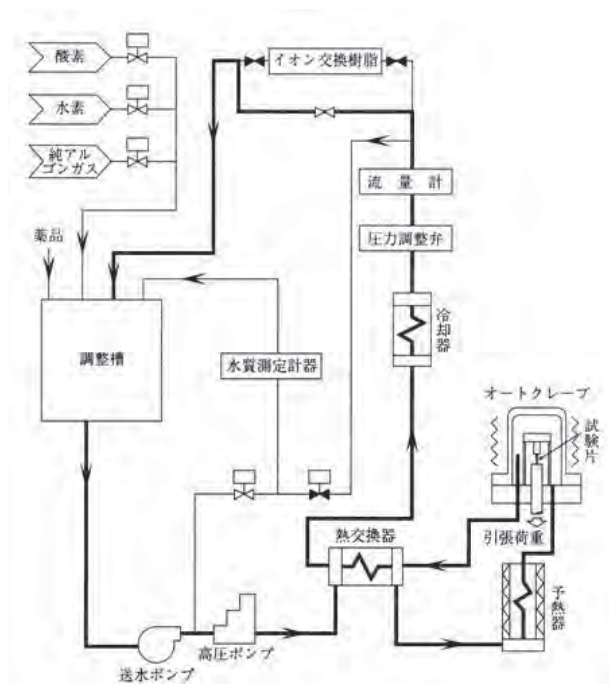 酸素
水素
純アル
ゴンガス
薬品
調整槽
イオン交換樹脂
流量計
圧力調整弁
冷却器
水質測定計器
オートクレーブ
試験片
引張荷重
熱交換器
予熱器
高圧ポンプ
送水ポンプ